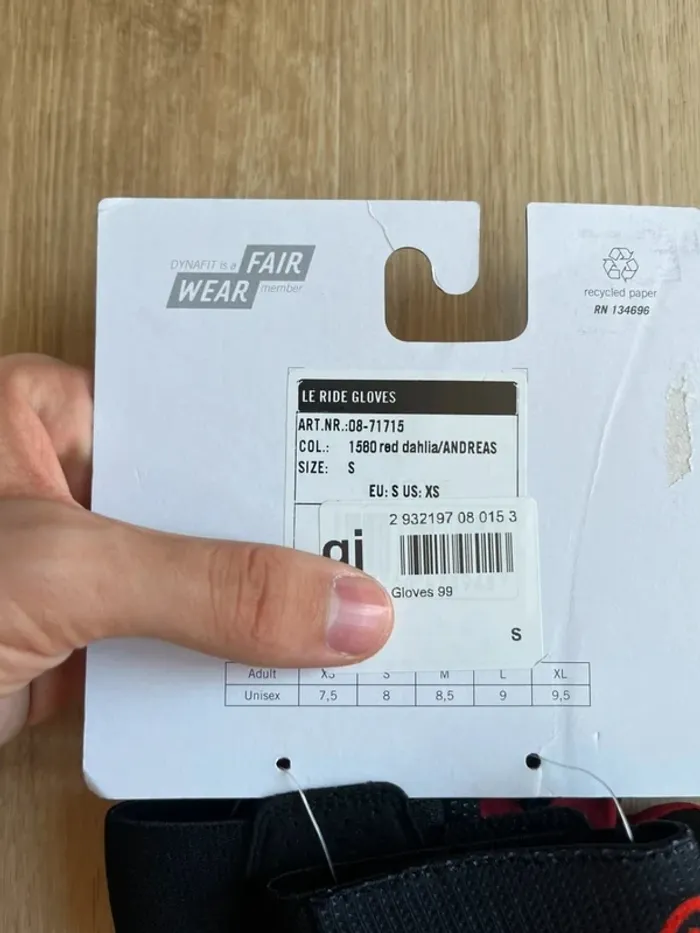 DYNAFIT is a FAIR
WEAR member
recycled paper
RN 134696
LE RIDE GLOVES
ART.NR.:08-71715
COL.: 1580 red dahlia/ANDREAS
SIZE: S
EU: S US: XS
2 932197 08 015 3
Gloves 99
S
Adult XS S M L XL
Unisex 7,5 8 8,5 9 9,5